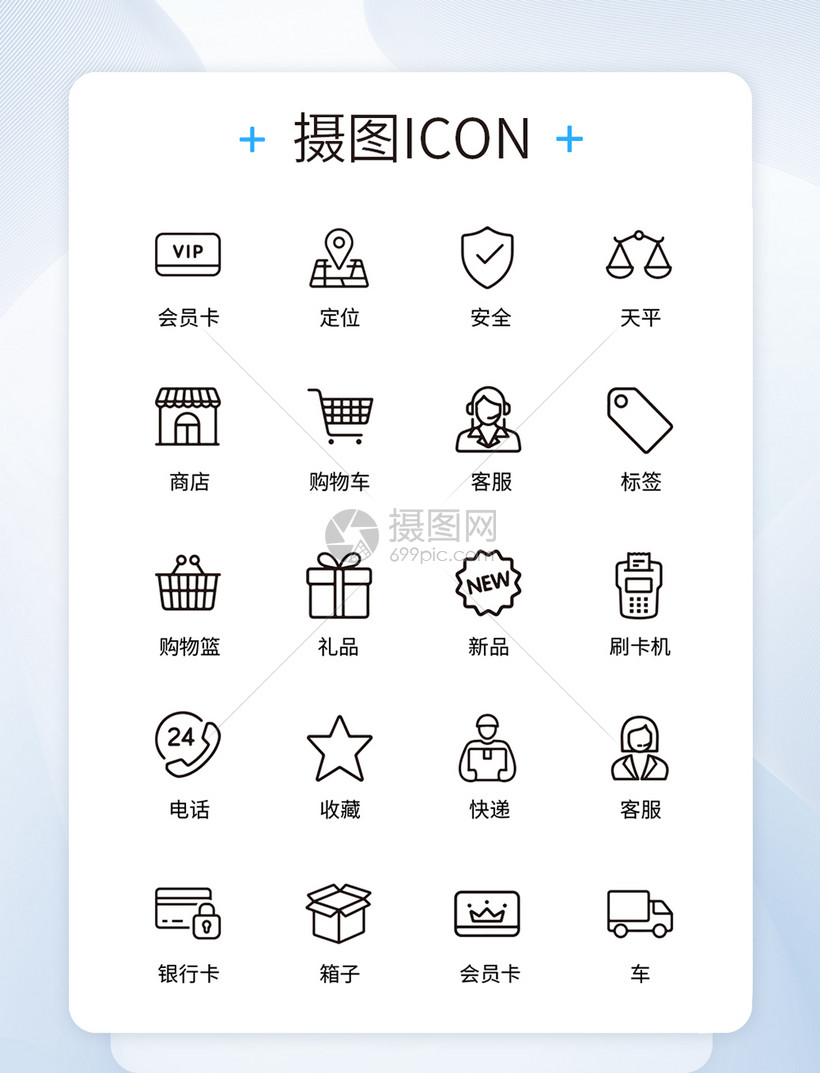 + 摄图ICON +
VIP
会员卡 定位 安全 天平
商店 购物车 客服 标签
摄图网
699pic.com
NEW
购物篮 礼品 新品 刷卡机
24
电话 收藏 快递 客服
银行卡 箱子 会员卡 车